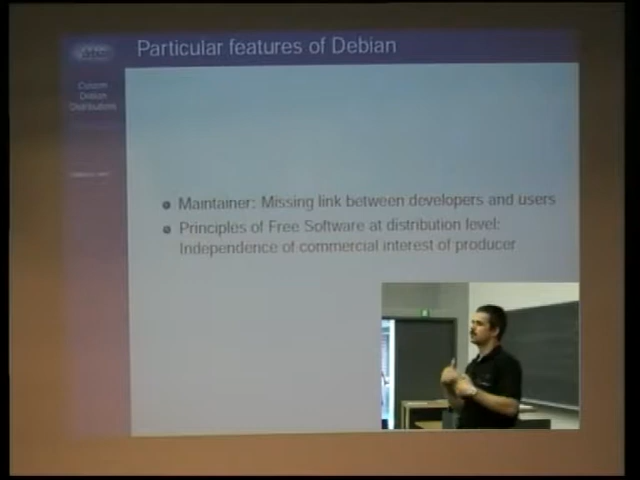 Particular features of Debian
Custom
Debian
Distributions
Maintainer: Missing link between developers and users
Principles of Free Software at distribution level:
Independence of commercial interest of producer